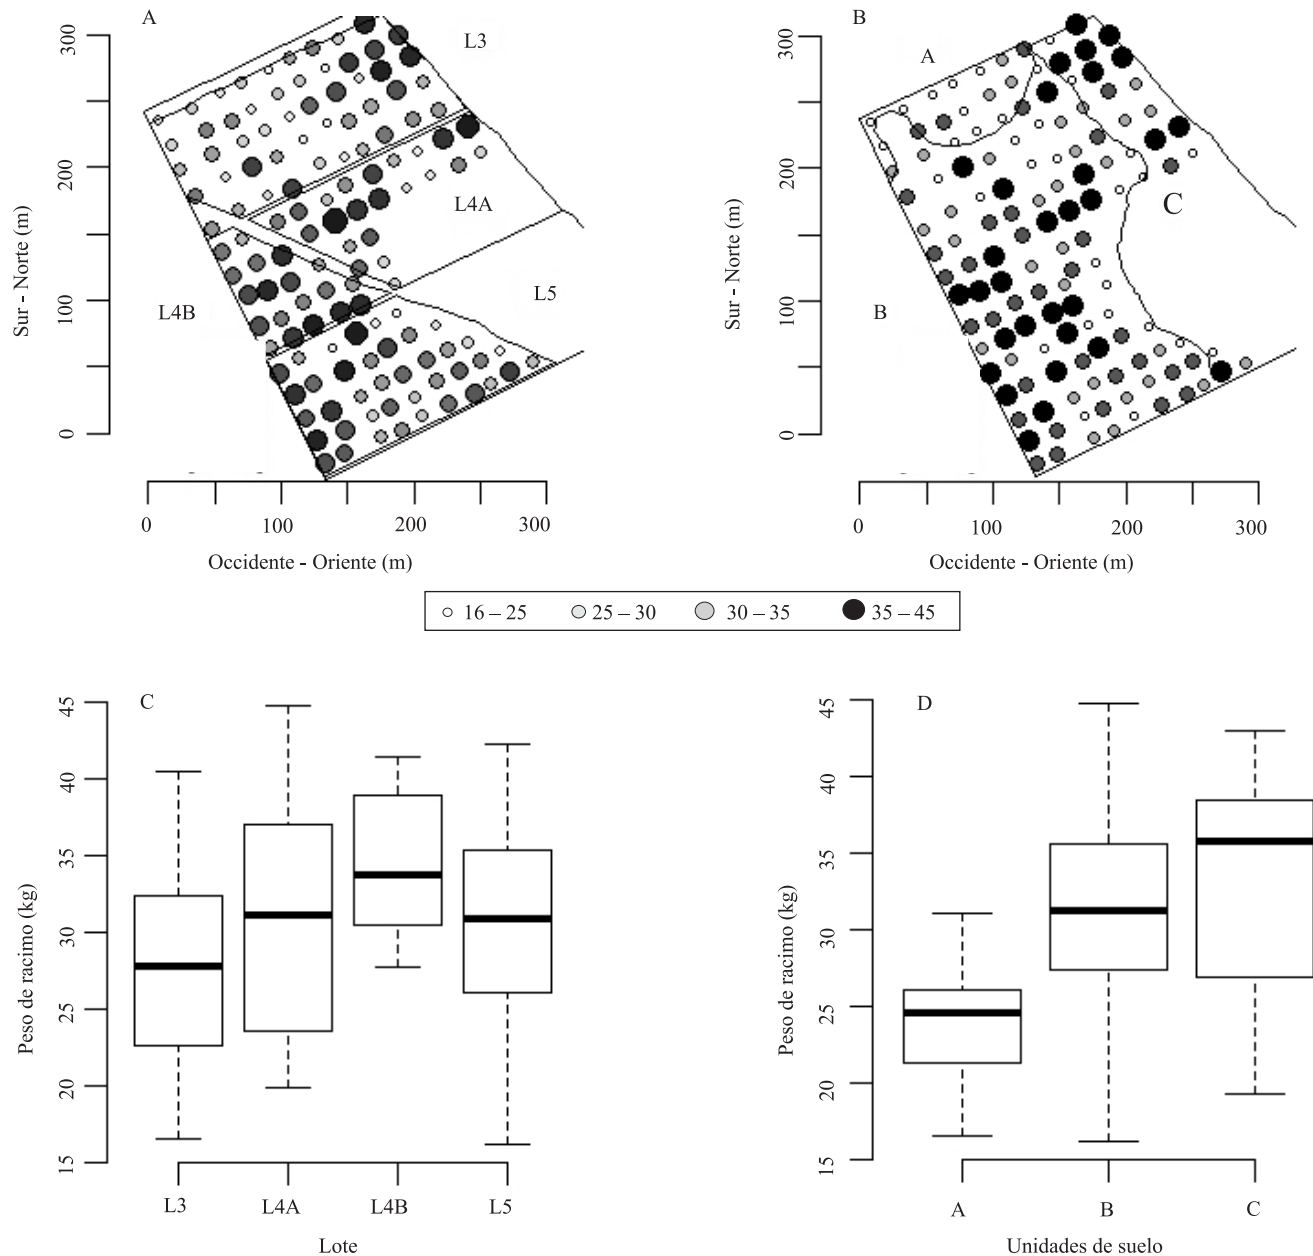 A
300
200
100
0
Sur - Norte (m)
L3
L4A
L5
L4B
0
100
200
300
Occidente - Oriente (m)
B
300
200
100
0
Sur - Norte (m)
A
C
B
0
100
200
300
Occidente - Oriente (m)
16 – 25
25 – 30
30 – 35
35 – 45
C
45
40
35
30
25
20
15
Peso de racimo (kg)
L3
L4A
L4B
L5
Lote
D
45
40
35
30
25
20
15
Peso de racimo (kg)
A
B
C
Unidades de suelo